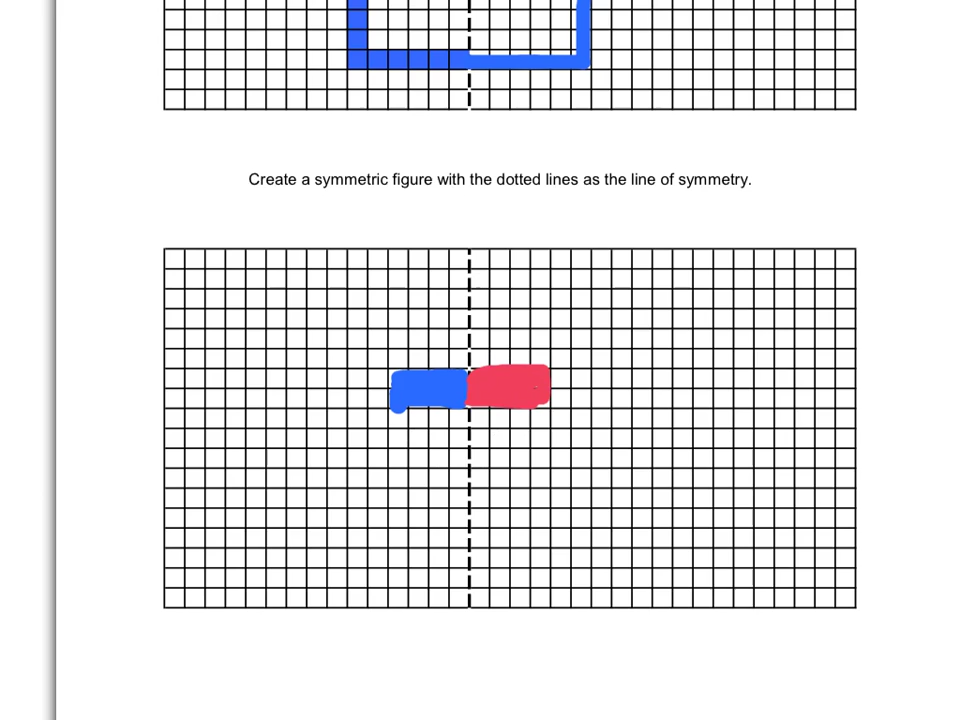 Create a symmetric figure with the dotted lines as the line of symmetry.